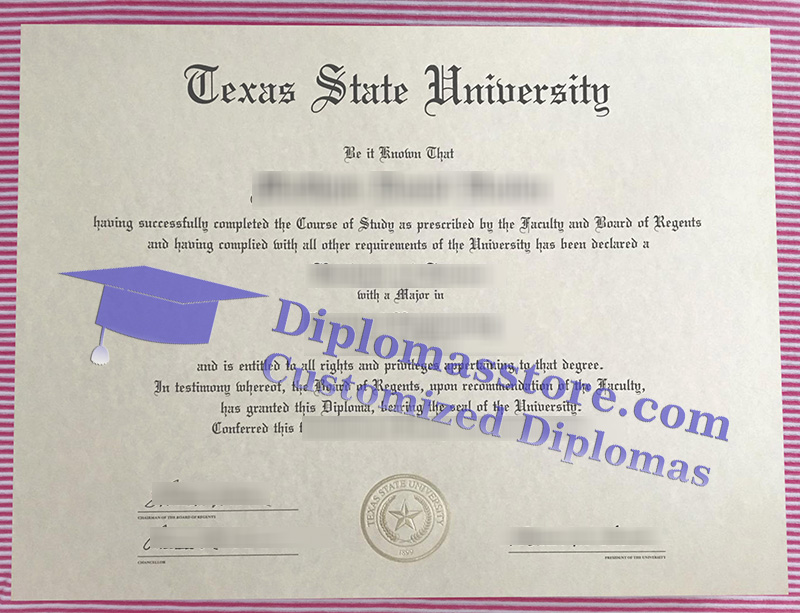 Texas State University
Be it Known That
having successfully completed the Course of Study as prescribed by the Faculty and Board of Regents
and having complied with all other requirements of the University has been declared a
with a Major in
Diplomasstore.com
Customized Diplomas
and is entitled to all rights and privileges appertaining to that degree.
In testimony whereof, the Board of Regents, upon recommendation of the Faculty,
has granted this Diploma, bearing the seal of the University.
Conferred this
CHAIRMAN OF THE BOARD OF REGENTS
TEXAS STATE UNIVERSITY
1899
CHANCELLOR
PRESIDENT OF THE UNIVERSITY